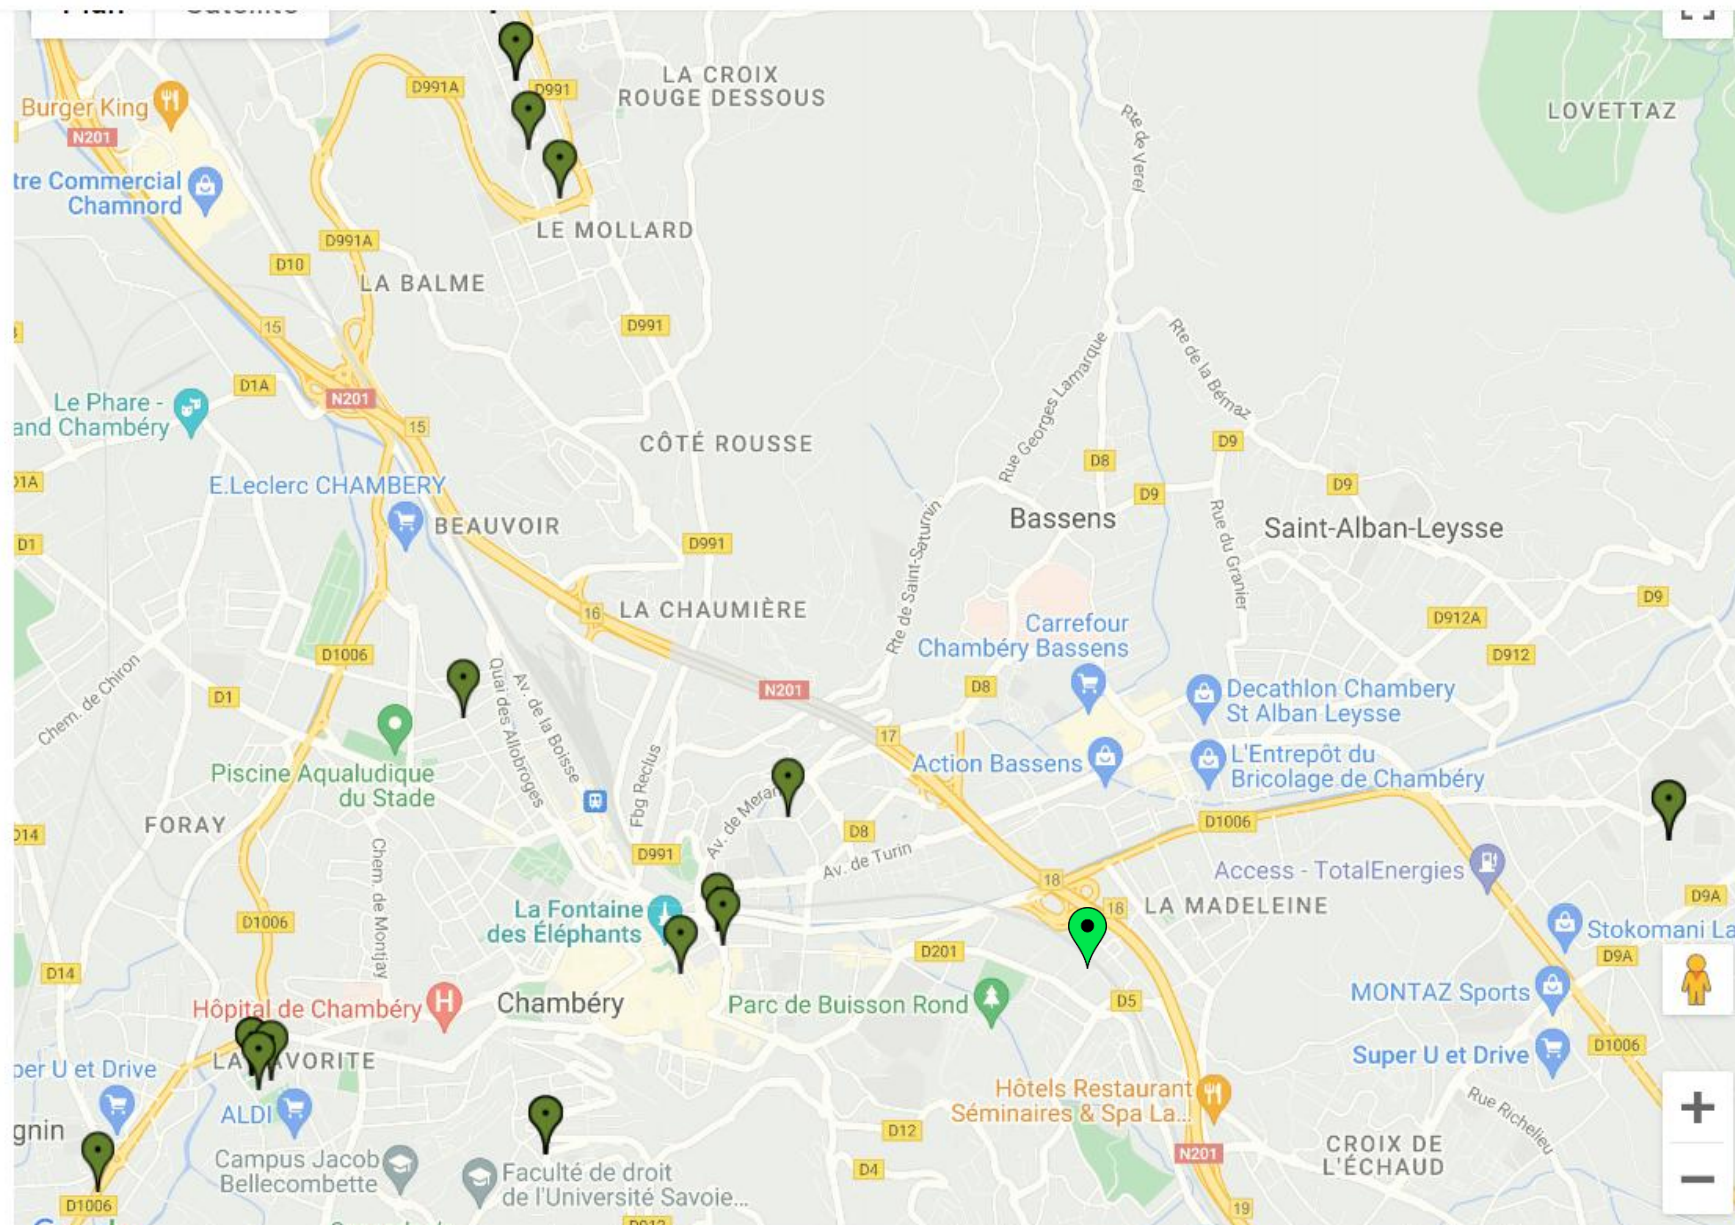 LA CROIX
ROUGE DESSOUS
D991A
D991
Burger King
N201
Rte de Verel
LOVETTAZ
tre Commercial
Chamnord
LE MOLLARD
D991A
D10
LA BALME
15
D991
Rue Georges Lamarque
Rte de la Bémaz
D1A
N201
Le Phare -
and Chambéry
15
CÔTÉ ROUSSE
D8
D9
D9
D9
D1A
E.Leclerc CHAMBERY
BEAUVOIR
Bassens
Saint-Alban-Leysse
D1
D991
Rte de Saint-Saturnin
Rue du Granier
16
LA CHAUMIÈRE
D9
D912A
D912
Carrefour
Chambéry Bassens
D1006
Chem. de Chiron
D1
Quai des Allobroges
Av. de la Boisse
N201
D8
Decathlon Chambery
St Alban Leysse
17
Action Bassens
L'Entrepôt du
Bricolage de Chambéry
Piscine Aqualudique
du Stade
Fbg Reclus
Av. de Meran
FORAY
D14
Chem. de Montjay
D991
D8
Av. de Turin
D1006
Access - TotalEnergies
18
18
LA MADELEINE
D9A
La Fontaine
des Éléphants
D1006
D201
Stokomani La
D9A
D14
Hôpital de Chambéry
Chambéry
Parc de Buisson Rond
D5
MONTAZ Sports
D1006
Super U et Drive
per U et Drive
ALDI
Hôtels Restaurant
Séminaires & Spa La...
Rue Richelieu
gnin
D12
N201
CROIX DE
L'ÉCHAUD
Campus Jacob
Bellecombette
Faculté de droit
de l'Université Savoie...
D4
D1006
19